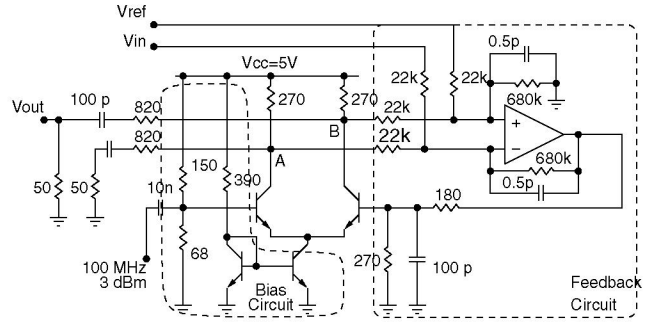 Vref
Vin
0.5p
Vcc=5V
22k
22k
Vout
100 p
820
270
270
22k
680k
B
+
820
22k
−
A
680k
150
390
0.5p
50
50
10n
180
68
270
100 p
100 MHz
3 dBm
Bias
Circuit
Feedback
Circuit